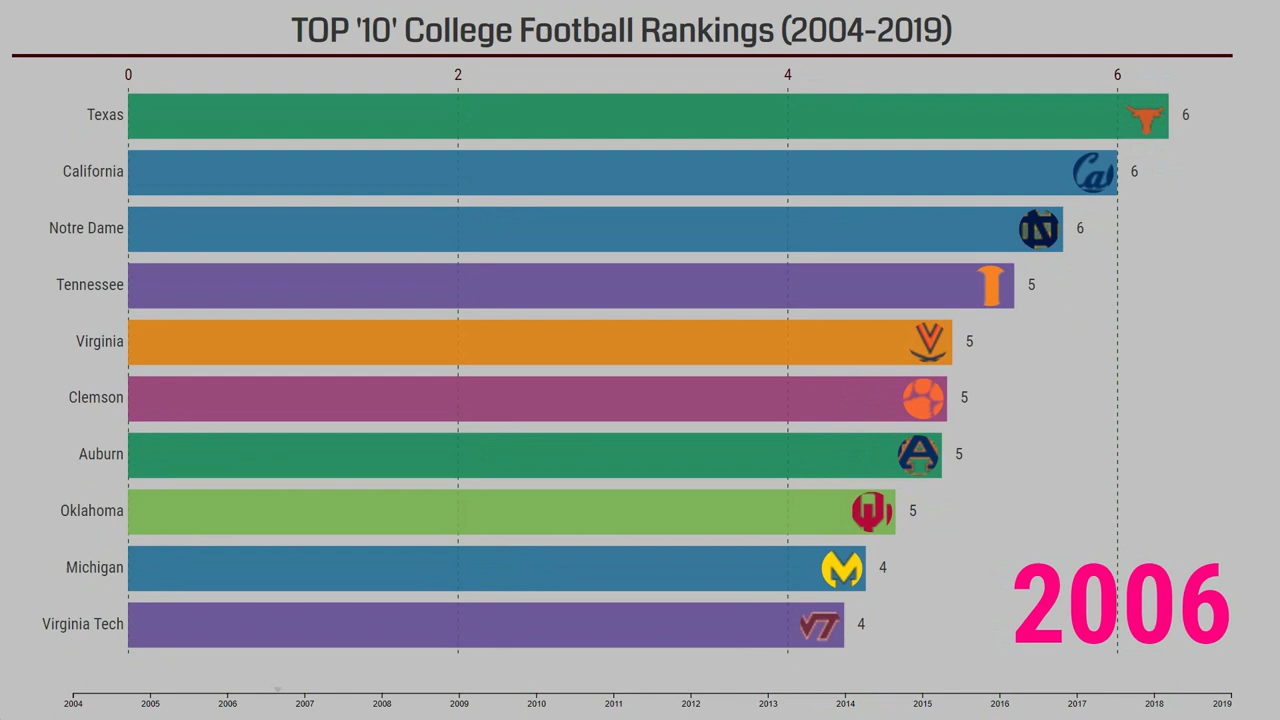 TOP '10' College Football Rankings (2004-2019)
0 2 4 6
Texas 6
California Cal 6
Notre Dame 6
Tennessee 5
Virginia 5
Clemson 5
Auburn 5
Oklahoma 5
Michigan 4
Virginia Tech VT 4
2006
2004 2005 2006 2007 2008 2009 2010 2011 2012 2013 2014 2015 2016 2017 2018 2019